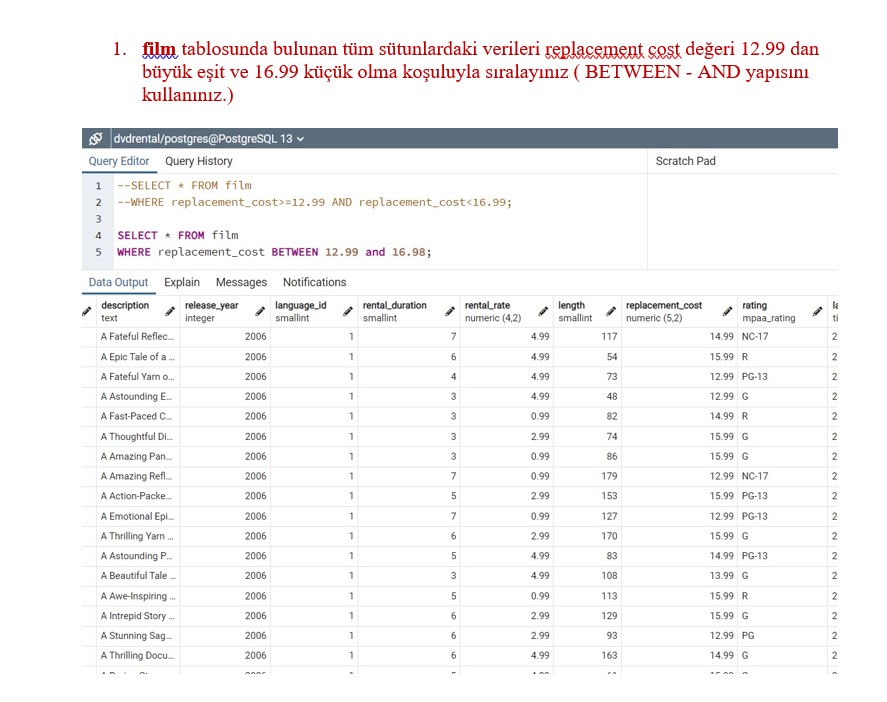 1. film tablosunda bulunan tüm sütunlardaki verileri replacement cost değeri 12.99 dan
büyük eşit ve 16.99 küçük olma koşuluyla sıralayınız ( BETWEEN - AND yapısını
kullanınız.)
dvdrental/postgres@PostgreSQL 13
Query Editor Query History Scratch Pad
1 --SELECT * FROM film
2 --WHERE replacement_cost>=12.99 AND replacement_cost<16.99;
3
4 SELECT * FROM film
5 WHERE replacement_cost BETWEEN 12.99 and 16.98;
Data Output Explain Messages Notifications
description release_year language_id rental_duration rental_rate length replacement_cost rating
text integer smallint smallint numeric (4,2) smallint numeric (5,2) mpaa_rating
A Fateful Reflec... 2006 1 7 4.99 117 14.99 NC-17 2
A Epic Tale of a ... 2006 1 6 4.99 54 15.99 R 2
A Fateful Yarn o... 2006 1 4 4.99 73 12.99 PG-13 2
A Astounding E... 2006 1 3 4.99 48 12.99 G 2
A Fast-Paced C... 2006 1 3 0.99 82 14.99 R 2
A Thoughtful Di... 2006 1 3 2.99 74 15.99 G 2
A Amazing Pan... 2006 1 3 0.99 86 15.99 G 2
A Amazing Refl... 2006 1 7 0.99 179 12.99 NC-17 2
A Action-Packe... 2006 1 5 2.99 153 15.99 PG-13 2
A Emotional Epi... 2006 1 7 0.99 127 12.99 PG-13 2
A Thrilling Yarn ... 2006 1 6 2.99 170 15.99 G 2
A Astounding P... 2006 1 5 4.99 83 14.99 PG-13 2
A Beautiful Tale ... 2006 1 3 4.99 108 13.99 G 2
A Awe-Inspiring ... 2006 1 5 0.99 113 15.99 R 2
A Intrepid Story ... 2006 1 6 2.99 129 15.99 G 2
A Stunning Sag... 2006 1 6 2.99 93 12.99 PG 2
A Thrilling Docu... 2006 1 6 4.99 163 14.99 G 2